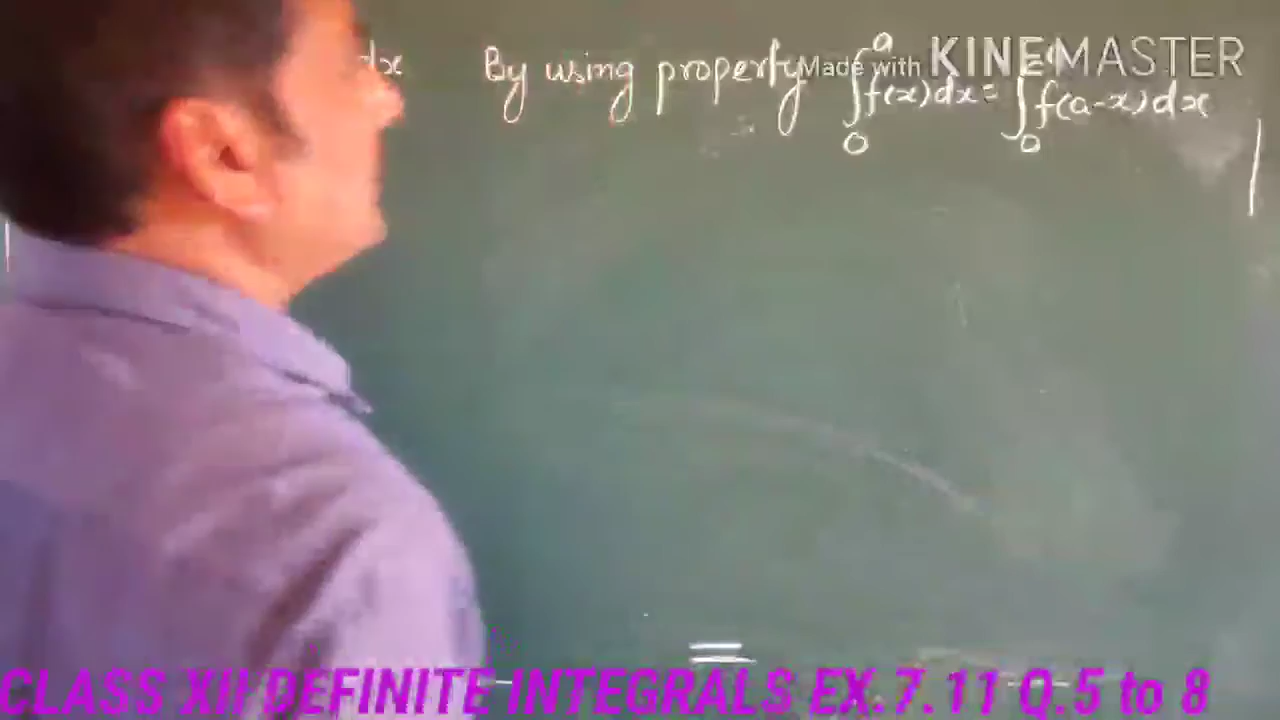 dx By using property ∫₀ᵃ f(x)dx = ∫₀ f(a-x)dx
Made with KINEMASTER
CLASS XII DEFINITE INTEGRALS EX.7.11 Q.5 to 8